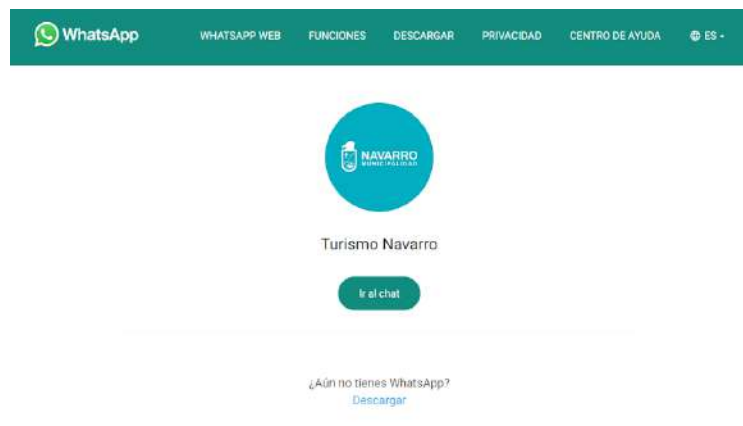 WhatsApp WHATSAPP WEB FUNCIONES DESCARGAR PRIVACIDAD CENTRO DE AYUDA ES
NAVARRO
MUNICIPALIDAD
Turismo Navarro
Ir al chat
¿Aún no tienes WhatsApp?
Descargar